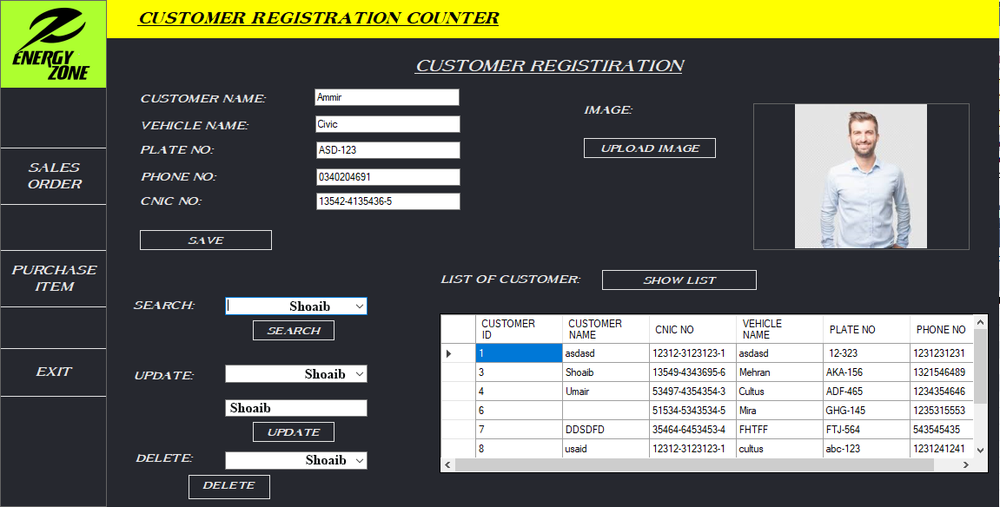 ENERGY
ZONE
CUSTOMER REGISTRATION COUNTER
CUSTOMER REGISTIRATION
CUSTOMER NAME: Ammir
VEHICLE NAME: Civic
PLATE NO: ASD-123
PHONE NO: 0340204691
CNIC NO: 13542-4135436-5
SAVE
IMAGE:
UPLOAD IMAGE
SALES
ORDER
PURCHASE
ITEM
EXIT
SEARCH: Shoaib
SEARCH
UPDATE: Shoaib
Shoaib
UPDATE
DELETE: Shoaib
DELETE
LIST OF CUSTOMER: SHOW LIST
CUSTOMER ID CUSTOMER NAME CNIC NO VEHICLE NAME PLATE NO PHONE NO
1 asdasd 12312-3123123-1 asdasd 12-323 1231231231
3 Shoaib 13549-4343695-6 Mehran AKA-156 1321546489
4 Umair 53497-4354354-3 Cultus ADF-465 1234354646
6 51534-5343534-5 Mira GHG-145 1235315553
7 DDSDFD 35464-6453453-4 FHTFF FTJ-564 543545435
8 usaid 12312-3123123-1 cultus abc-123 1231241241